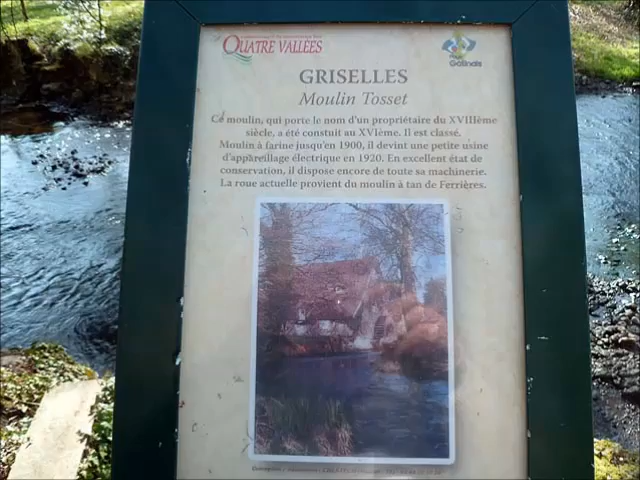 QUATRE VALLÉES
Gâtinais
GRISELLES
Moulin Tosset
Ce moulin, qui porte le nom d'un propriétaire du XVIIIème
siècle, a été constuit au XVIème. Il est classé.
Moulin à farine jusqu'en 1900, il devint une petite usine
d'appareillage électrique en 1920. En excellent état de
conservation, il dispose encore de toute sa machinerie.
La roue actuelle provient du moulin à tan de Ferrières.